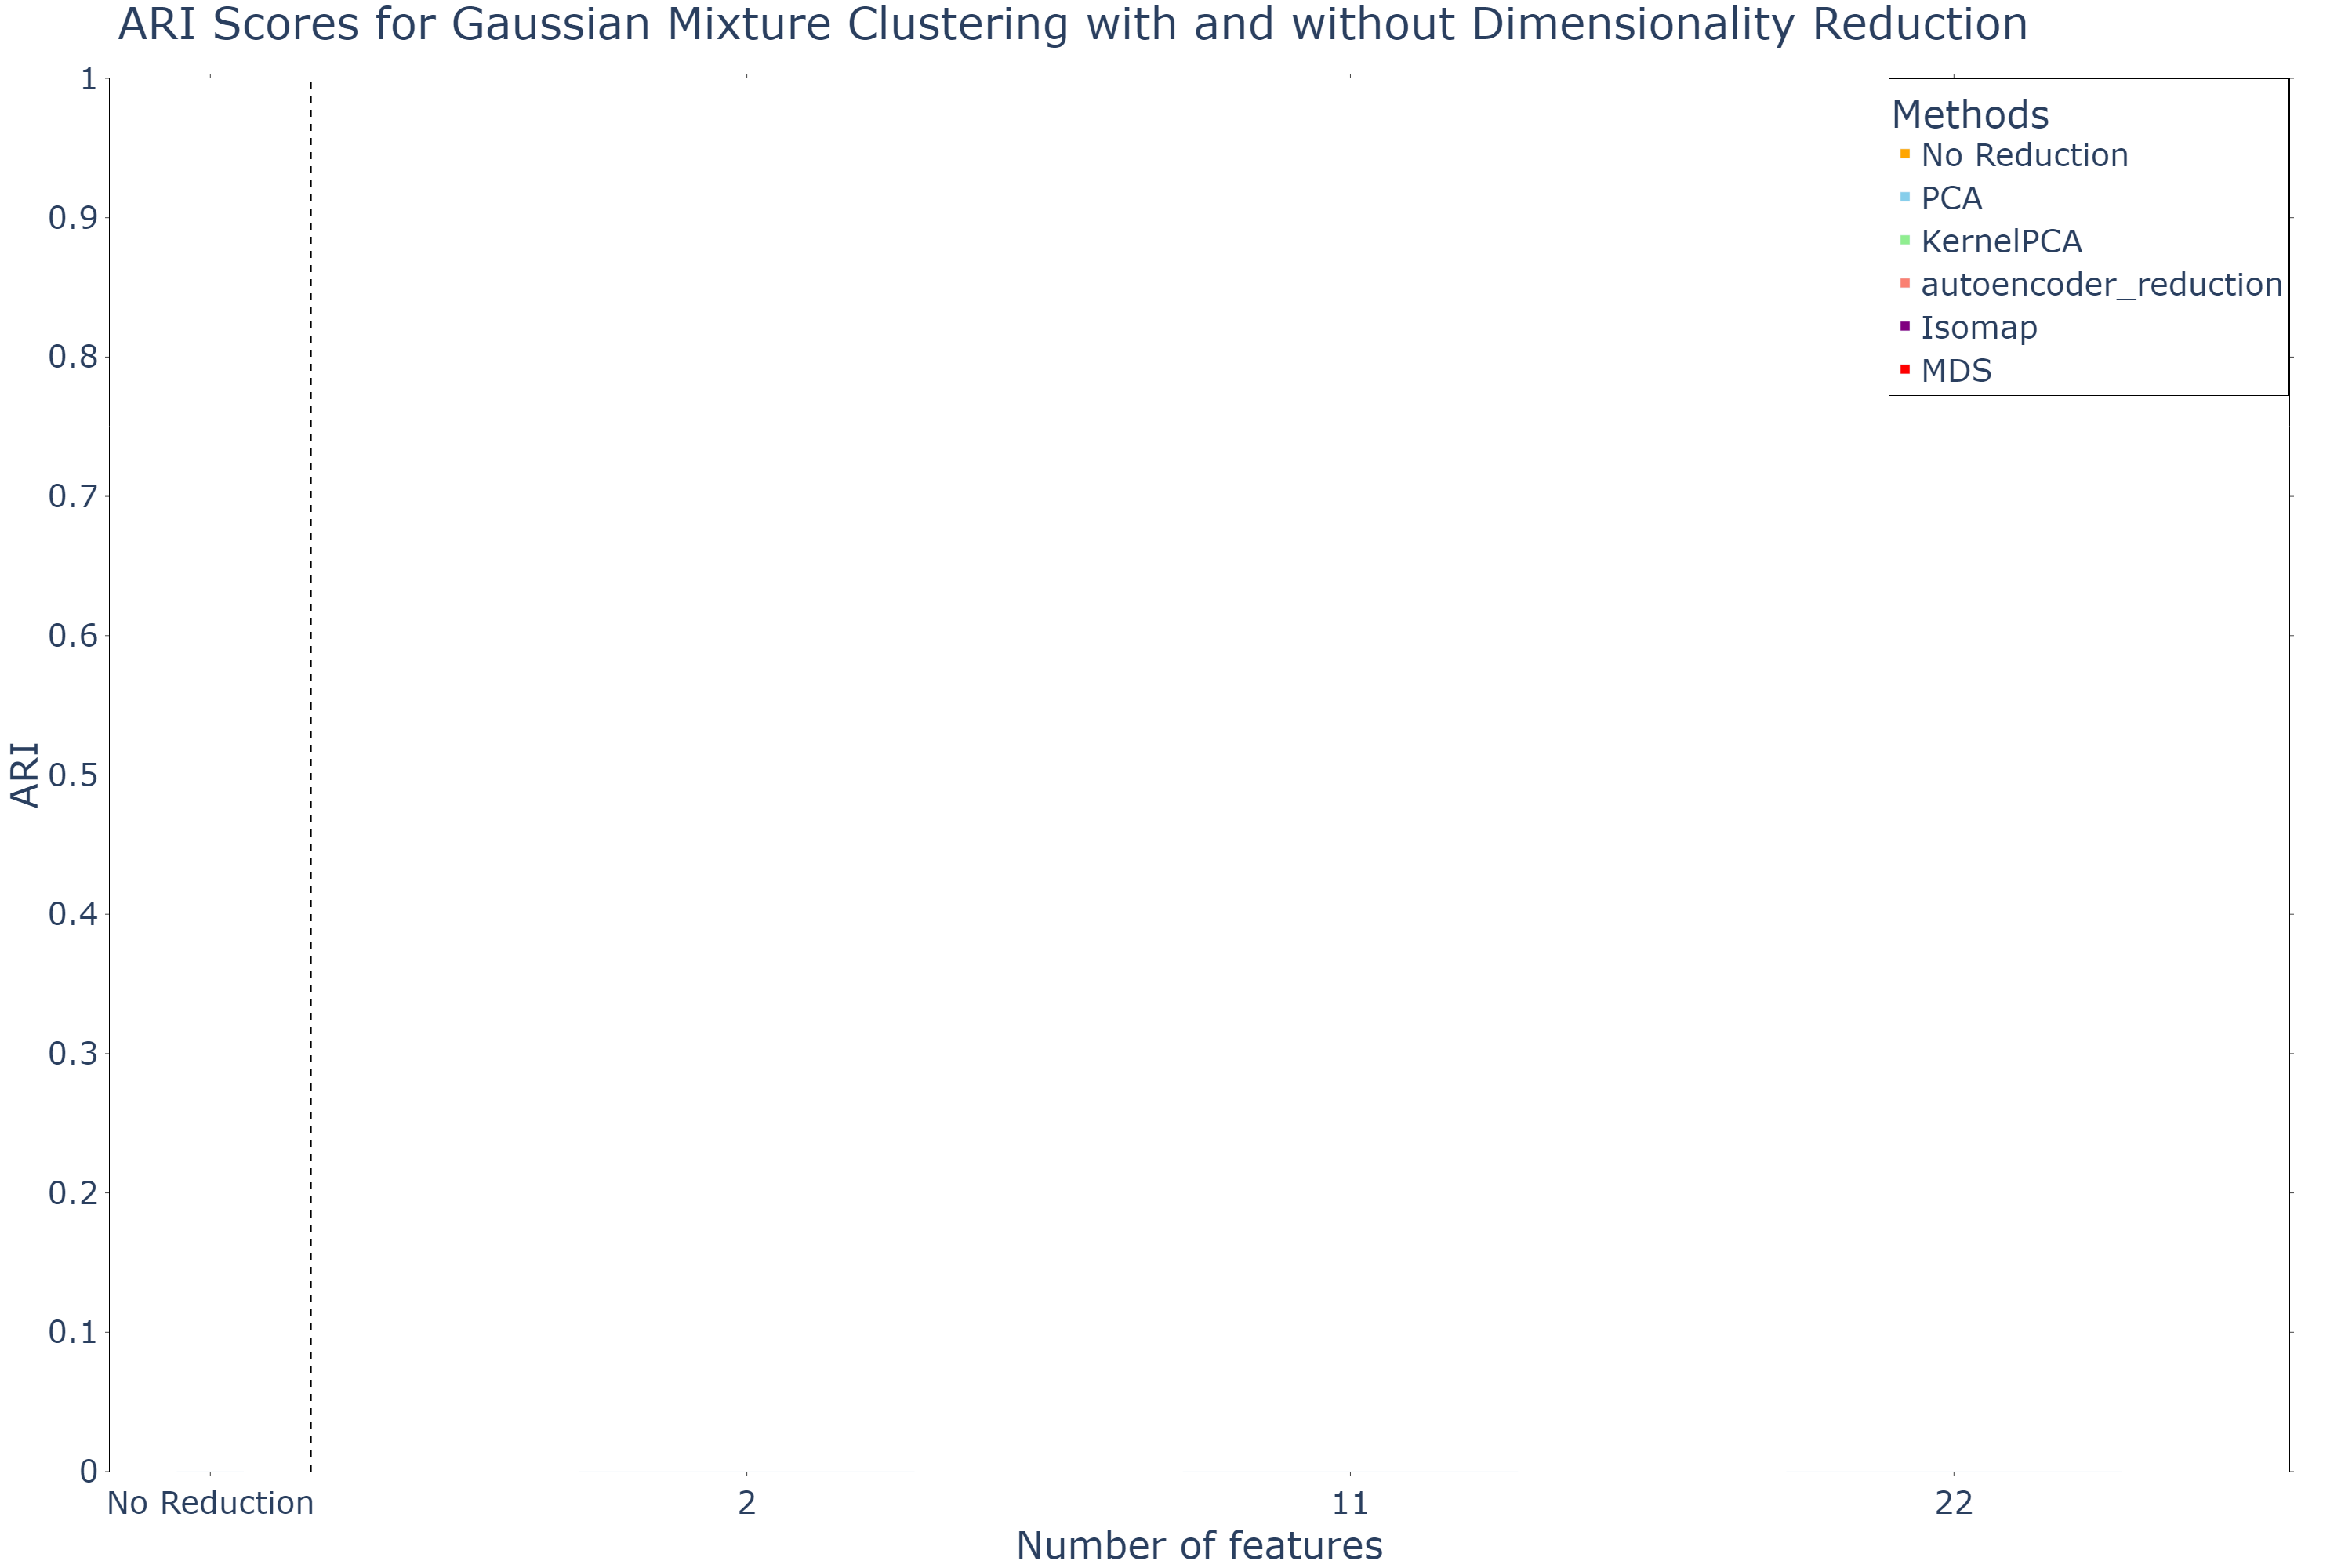 ARI Scores for Gaussian Mixture Clustering with and without Dimensionality Reduction
1
0.9
0.8
0.7
0.6
0.5
0.4
0.3
0.2
0.1
0
ARI
Methods
No Reduction
PCA
KernelPCA
autoencoder_reduction
Isomap
MDS
No Reduction 2 11 22
Number of features